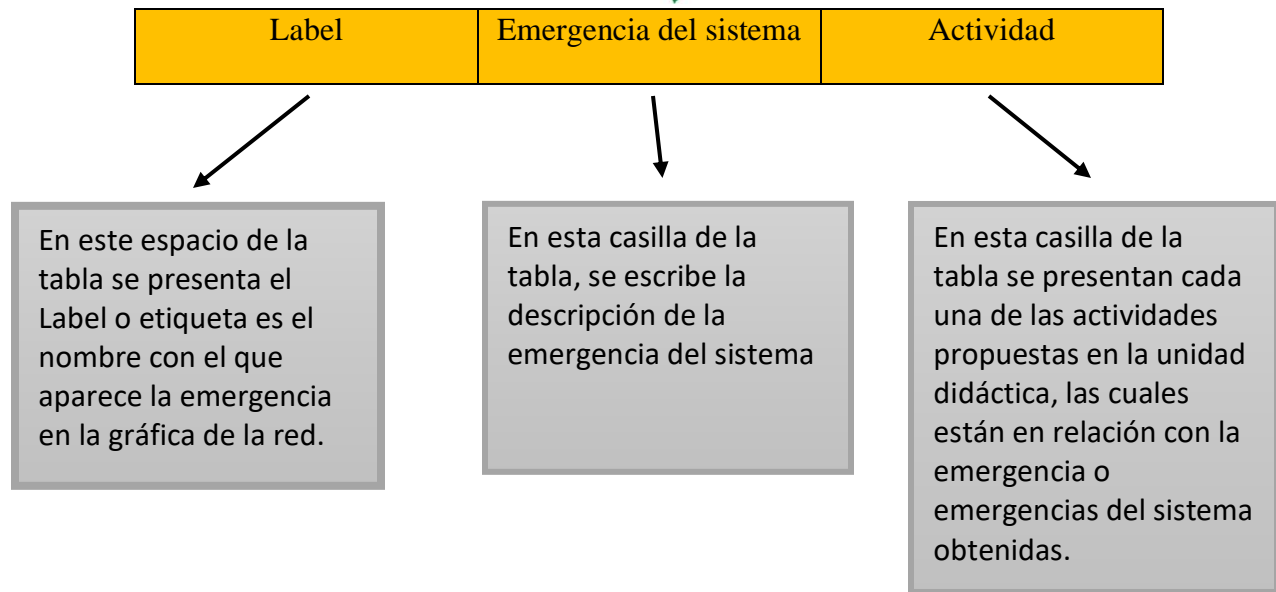 Label
Emergencia del sistema
Actividad
En este espacio de la
tabla se presenta el
Label o etiqueta es el
nombre con el que
aparece la emergencia
en la gráfica de la red.
En esta casilla de la
tabla, se escribe la
descripción de la
emergencia del sistema
En esta casilla de la
tabla se presentan cada
una de las actividades
propuestas en la unidad
didáctica, las cuales
están en relación con la
emergencia o
emergencias del sistema
obtenidas.